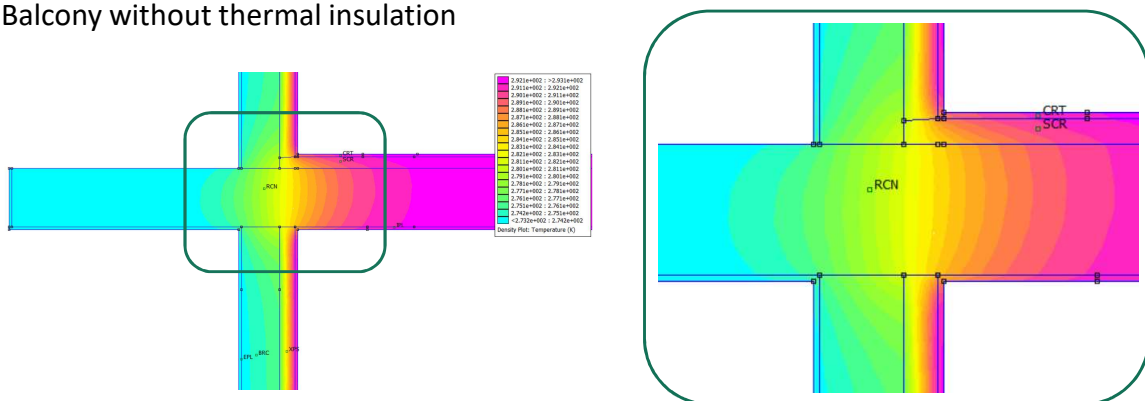 Balcony without thermal insulation
2.921e+002 : >2.931e+002
2.911e+002 : 2.921e+002
2.901e+002 : 2.911e+002
2.891e+002 : 2.901e+002
2.881e+002 : 2.891e+002
2.871e+002 : 2.881e+002
2.861e+002 : 2.871e+002
2.851e+002 : 2.861e+002
2.841e+002 : 2.851e+002
2.831e+002 : 2.841e+002
2.821e+002 : 2.831e+002
2.811e+002 : 2.821e+002
2.801e+002 : 2.811e+002
2.791e+002 : 2.801e+002
2.781e+002 : 2.791e+002
2.771e+002 : 2.781e+002
2.761e+002 : 2.771e+002
2.751e+002 : 2.761e+002
2.742e+002 : 2.751e+002
<2.732e+002 : 2.742e+002
Density Plot: Temperature (K)
CRT
SCR
RCN
EPL
BRC
XPS
CRT
SCR
RCN